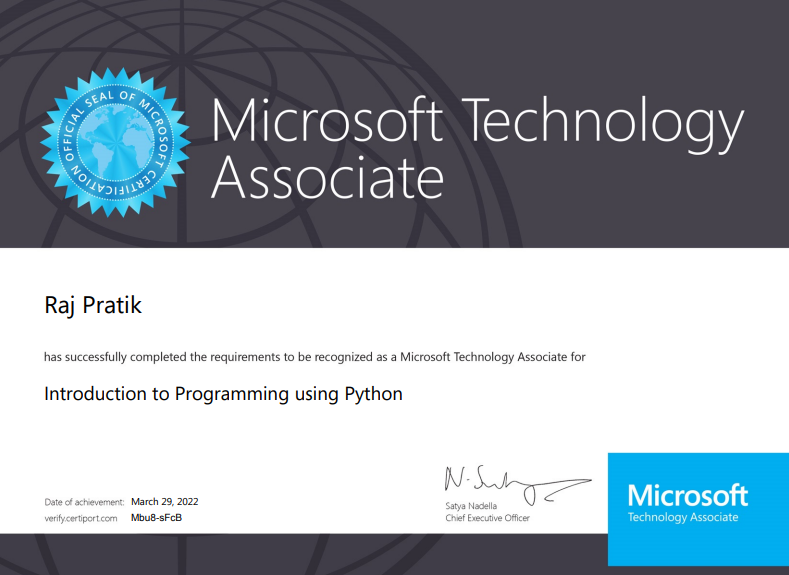 OFFICIAL SEAL OF MICROSOFT CERTIFICATION
Microsoft Technology
Associate
Raj Pratik
has successfully completed the requirements to be recognized as a Microsoft Technology Associate for
Introduction to Programming using Python
Date of achievement: March 29, 2022
verify.certiport.com Mbu8-sFcB
Satya Nadella
Chief Executive Officer
Microsoft
Technology Associate